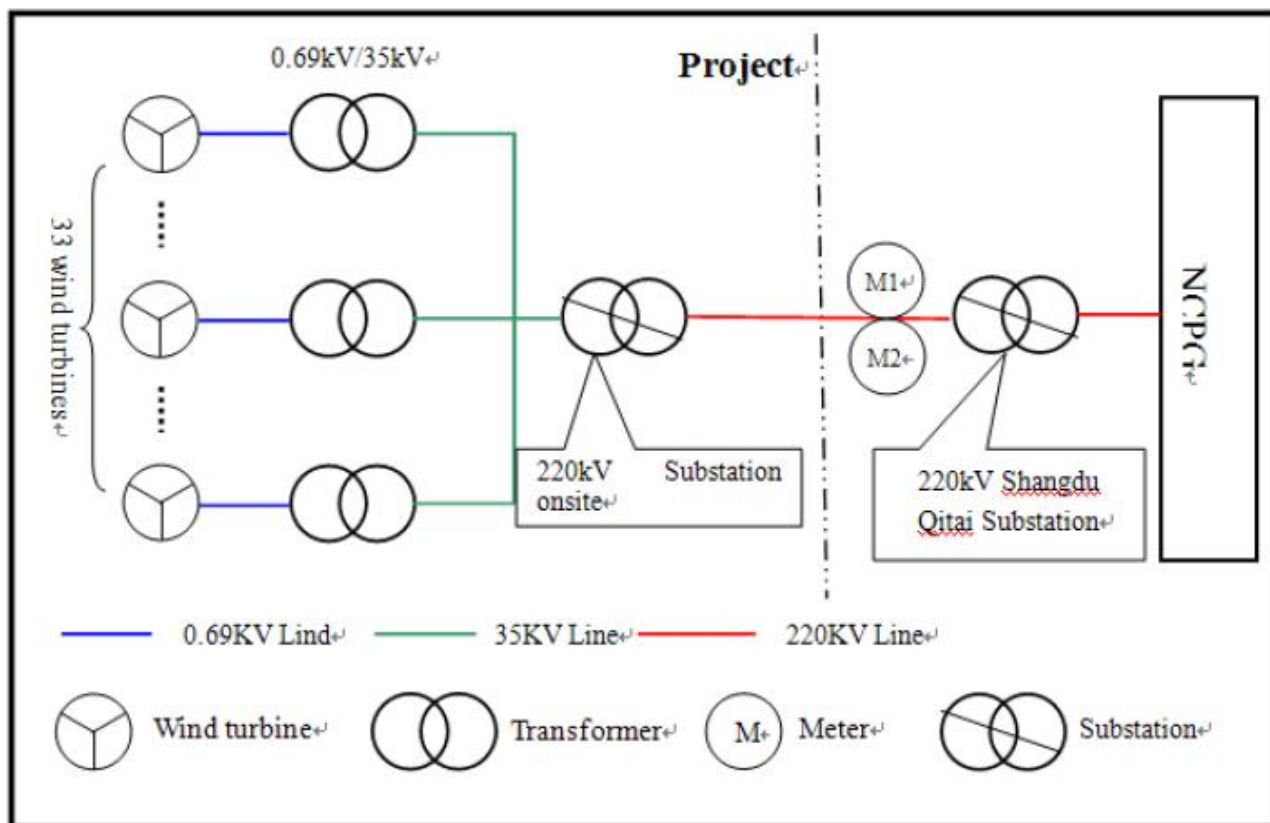 0.69kV/35kV
Project
33 wind turbines
M1
M2
NCPG
220kV Substation
onsite
220kV Shangdu
Qitai Substation
0.69KV Lind
35KV Line
220KV Line
Wind turbine
Transformer
M
Meter
Substation